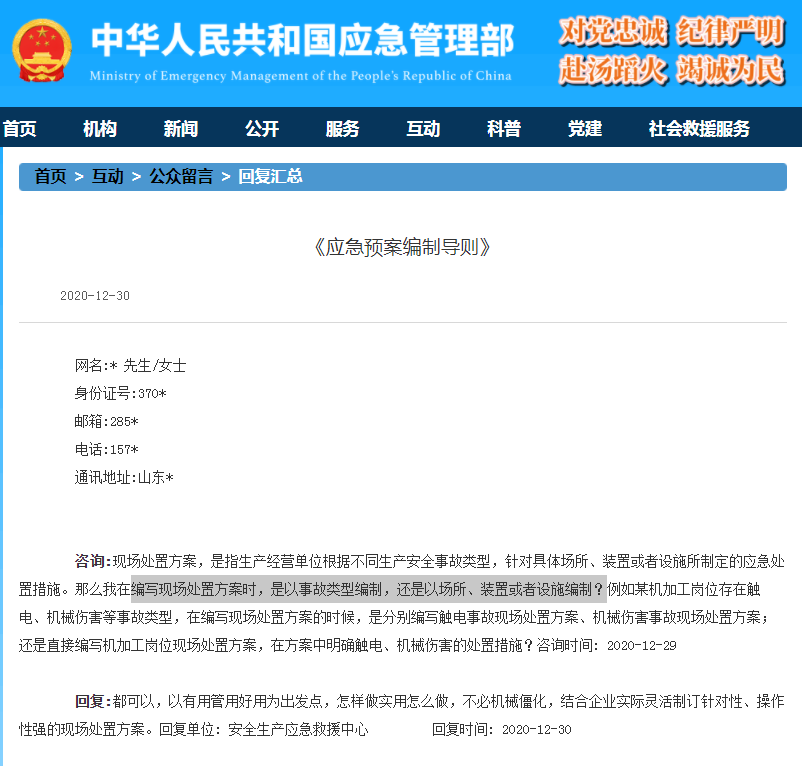 中华人民共和国应急管理部
Ministry of Emergency Management of the People's Republic of China
对党忠诚 纪律严明
赴汤蹈火 竭诚为民
首页 机构 新闻 公开 服务 互动 科普 党建 社会救援服务
首页 > 互动 > 公众留言 > 回复汇总
《应急预案编制导则》
2020-12-30
网名:* 先生/女士
身份证号:370*
邮箱:285*
电话:157*
通讯地址:山东*
咨询:现场处置方案，是指生产经营单位根据不同生产安全事故类型，针对具体场所、装置或者设施所制定的应急处
置措施。那么我在编写现场处置方案时，是以事故类型编制，还是以场所、装置或者设施编制？例如某机加工岗位存在触
电、机械伤害等事故类型，在编写现场处置方案的时候，是分别编写触电事故现场处置方案、机械伤害事故现场处置方案；
还是直接编写机加工岗位现场处置方案，在方案中明确触电、机械伤害的处置措施？咨询时间: 2020-12-29
回复:都可以，以有用管用好用为出发点，怎样做实用怎么做，不必机械僵化，结合企业实际灵活制订针对性、操作
性强的现场处置方案。回复单位: 安全生产应急救援中心 回复时间: 2020-12-30